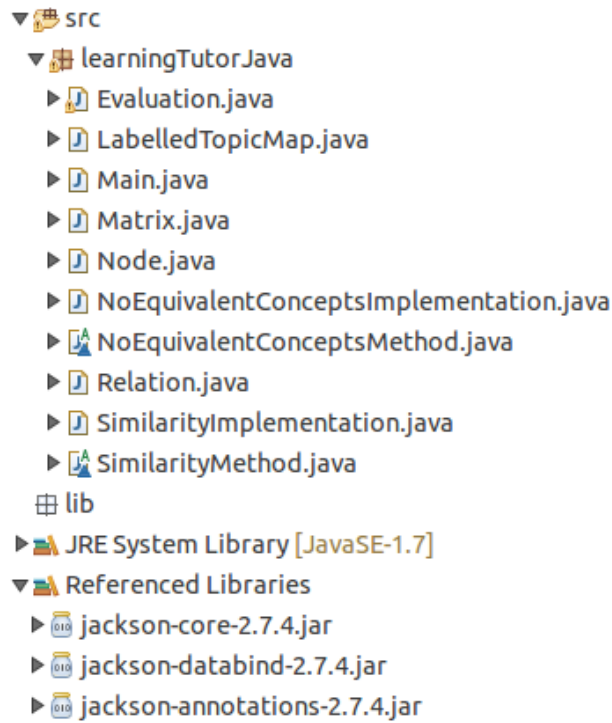 src
learningTutorJava
Evaluation.java
LabelledTopicMap.java
Main.java
Matrix.java
Node.java
NoEquivalentConceptsImplementation.java
NoEquivalentConceptsMethod.java
Relation.java
SimilarityImplementation.java
SimilarityMethod.java
lib
JRE System Library [JavaSE-1.7]
Referenced Libraries
jackson-core-2.7.4.jar
jackson-databind-2.7.4.jar
jackson-annotations-2.7.4.jar